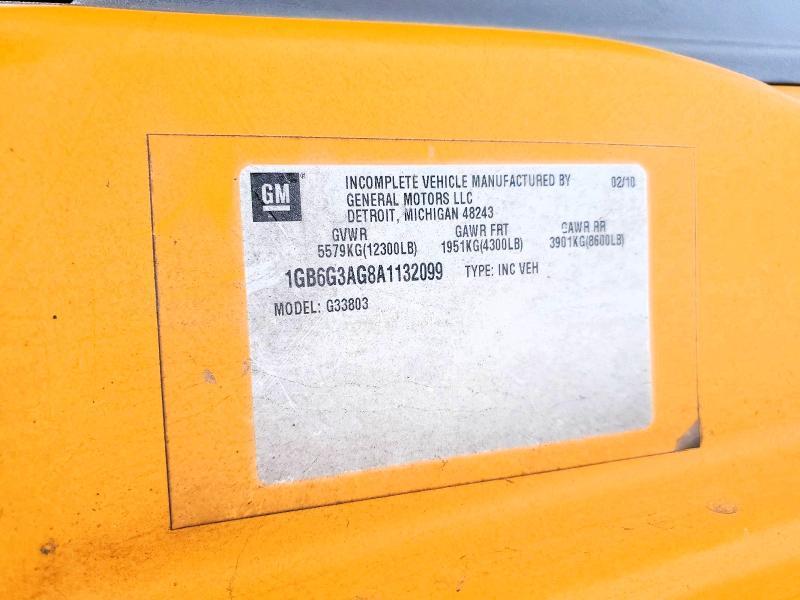 GM® INCOMPLETE VEHICLE MANUFACTURED BY 02/10
GENERAL MOTORS LLC
DETROIT, MICHIGAN 48243
GVWR GAWR FRT GAWR RR
5579KG(12300LB) 1951KG(4300LB) 3901KG(8600LB)
1GB6G3AG8A1132099 TYPE: INC VEH
MODEL: G33803